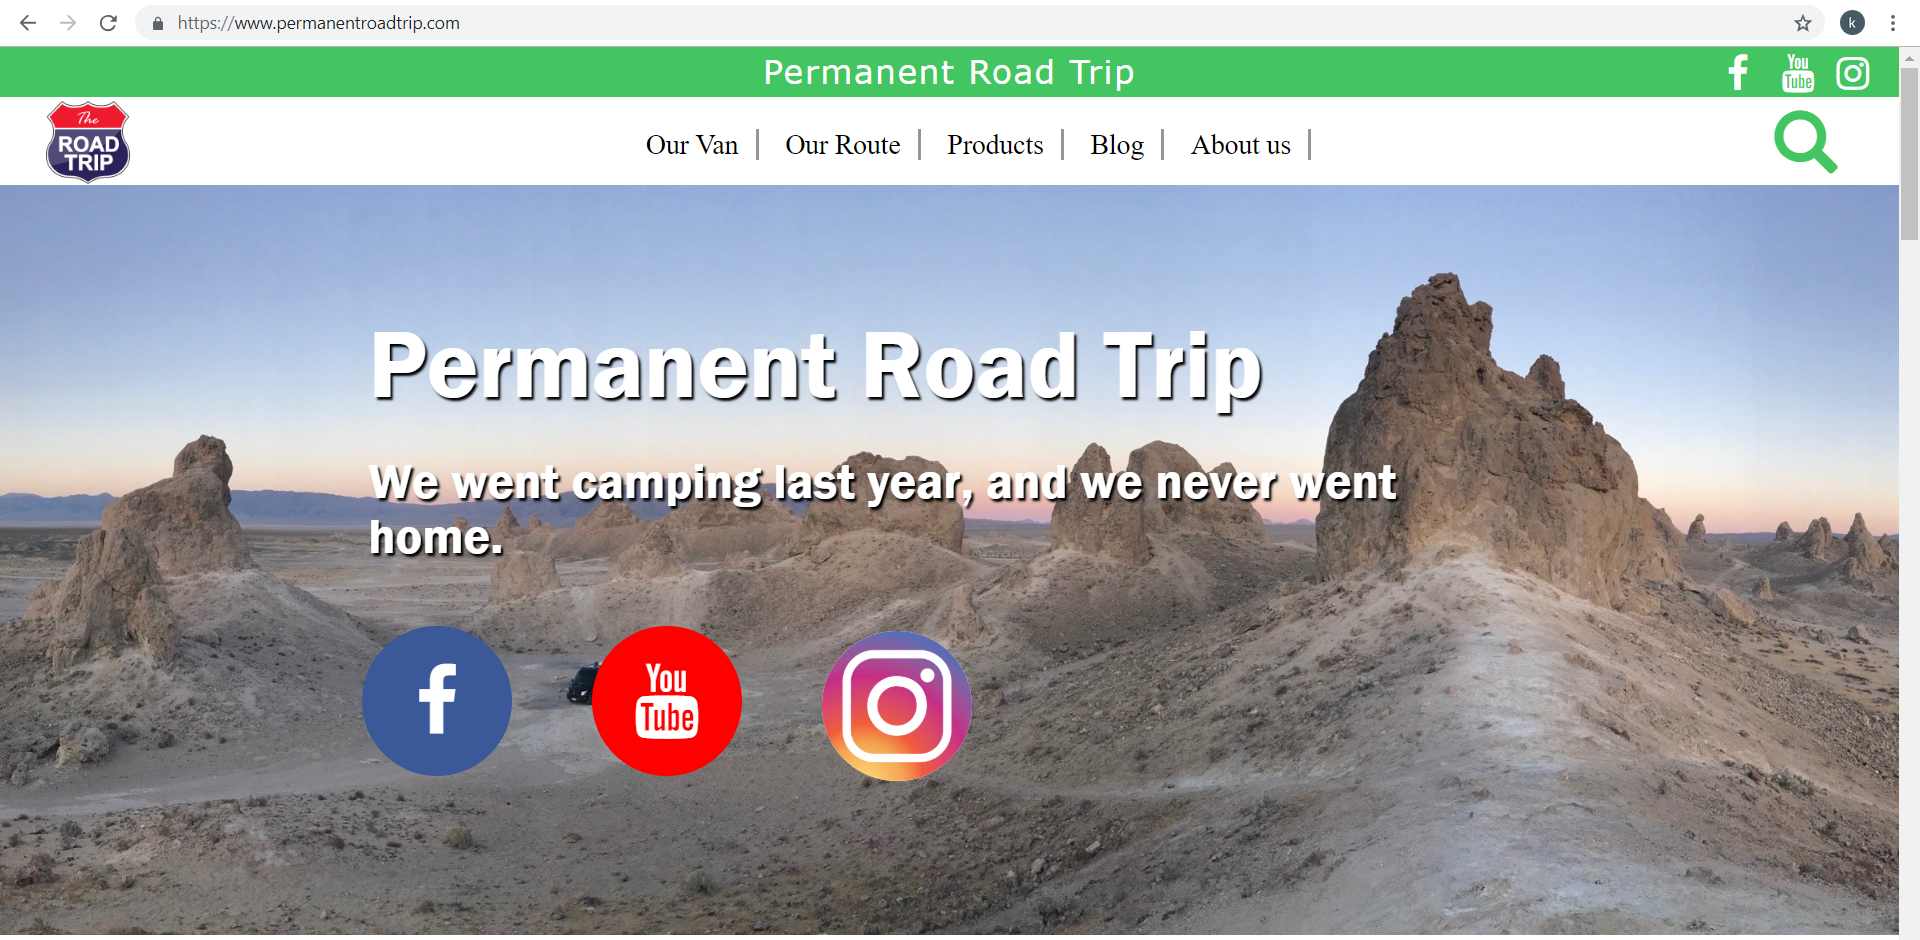 https://www.permanentroadtrip.com
k
Permanent Road Trip
You
Tube
The
ROAD
TRIP
Our Van
Our Route
Products
Blog
About us
Permanent Road Trip
We went camping last year, and we never went
home.
You
Tube